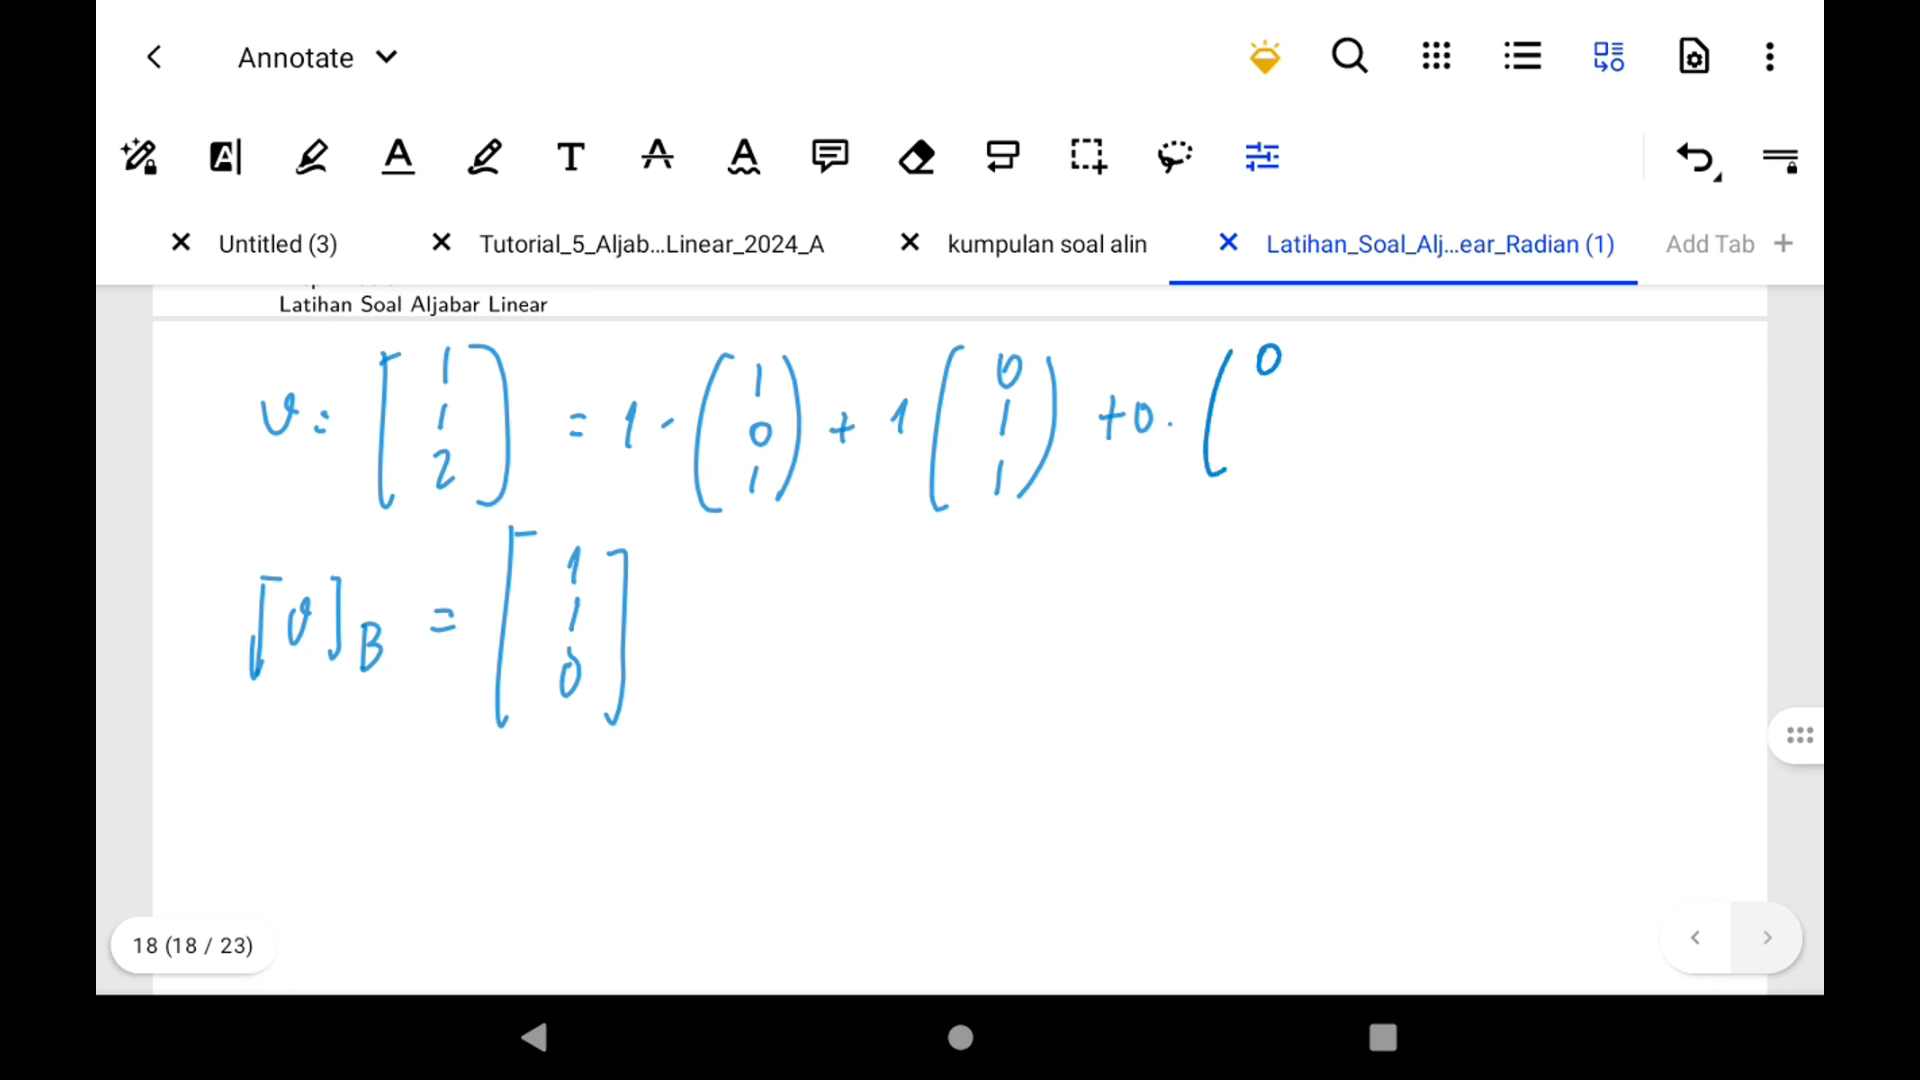 Annotate
Untitled (3) Tutorial_5_Aljab...Linear_2024_A kumpulan soal alin Latihan_Soal_Alj...ear_Radian (1) Add Tab
Latihan Soal Aljabar Linear
v = [1 1 2] = 1 · (1 0 1) + 1 (0 1 1) + 0 · (0
[v]B = [1 1 0]
18 (18 / 23)